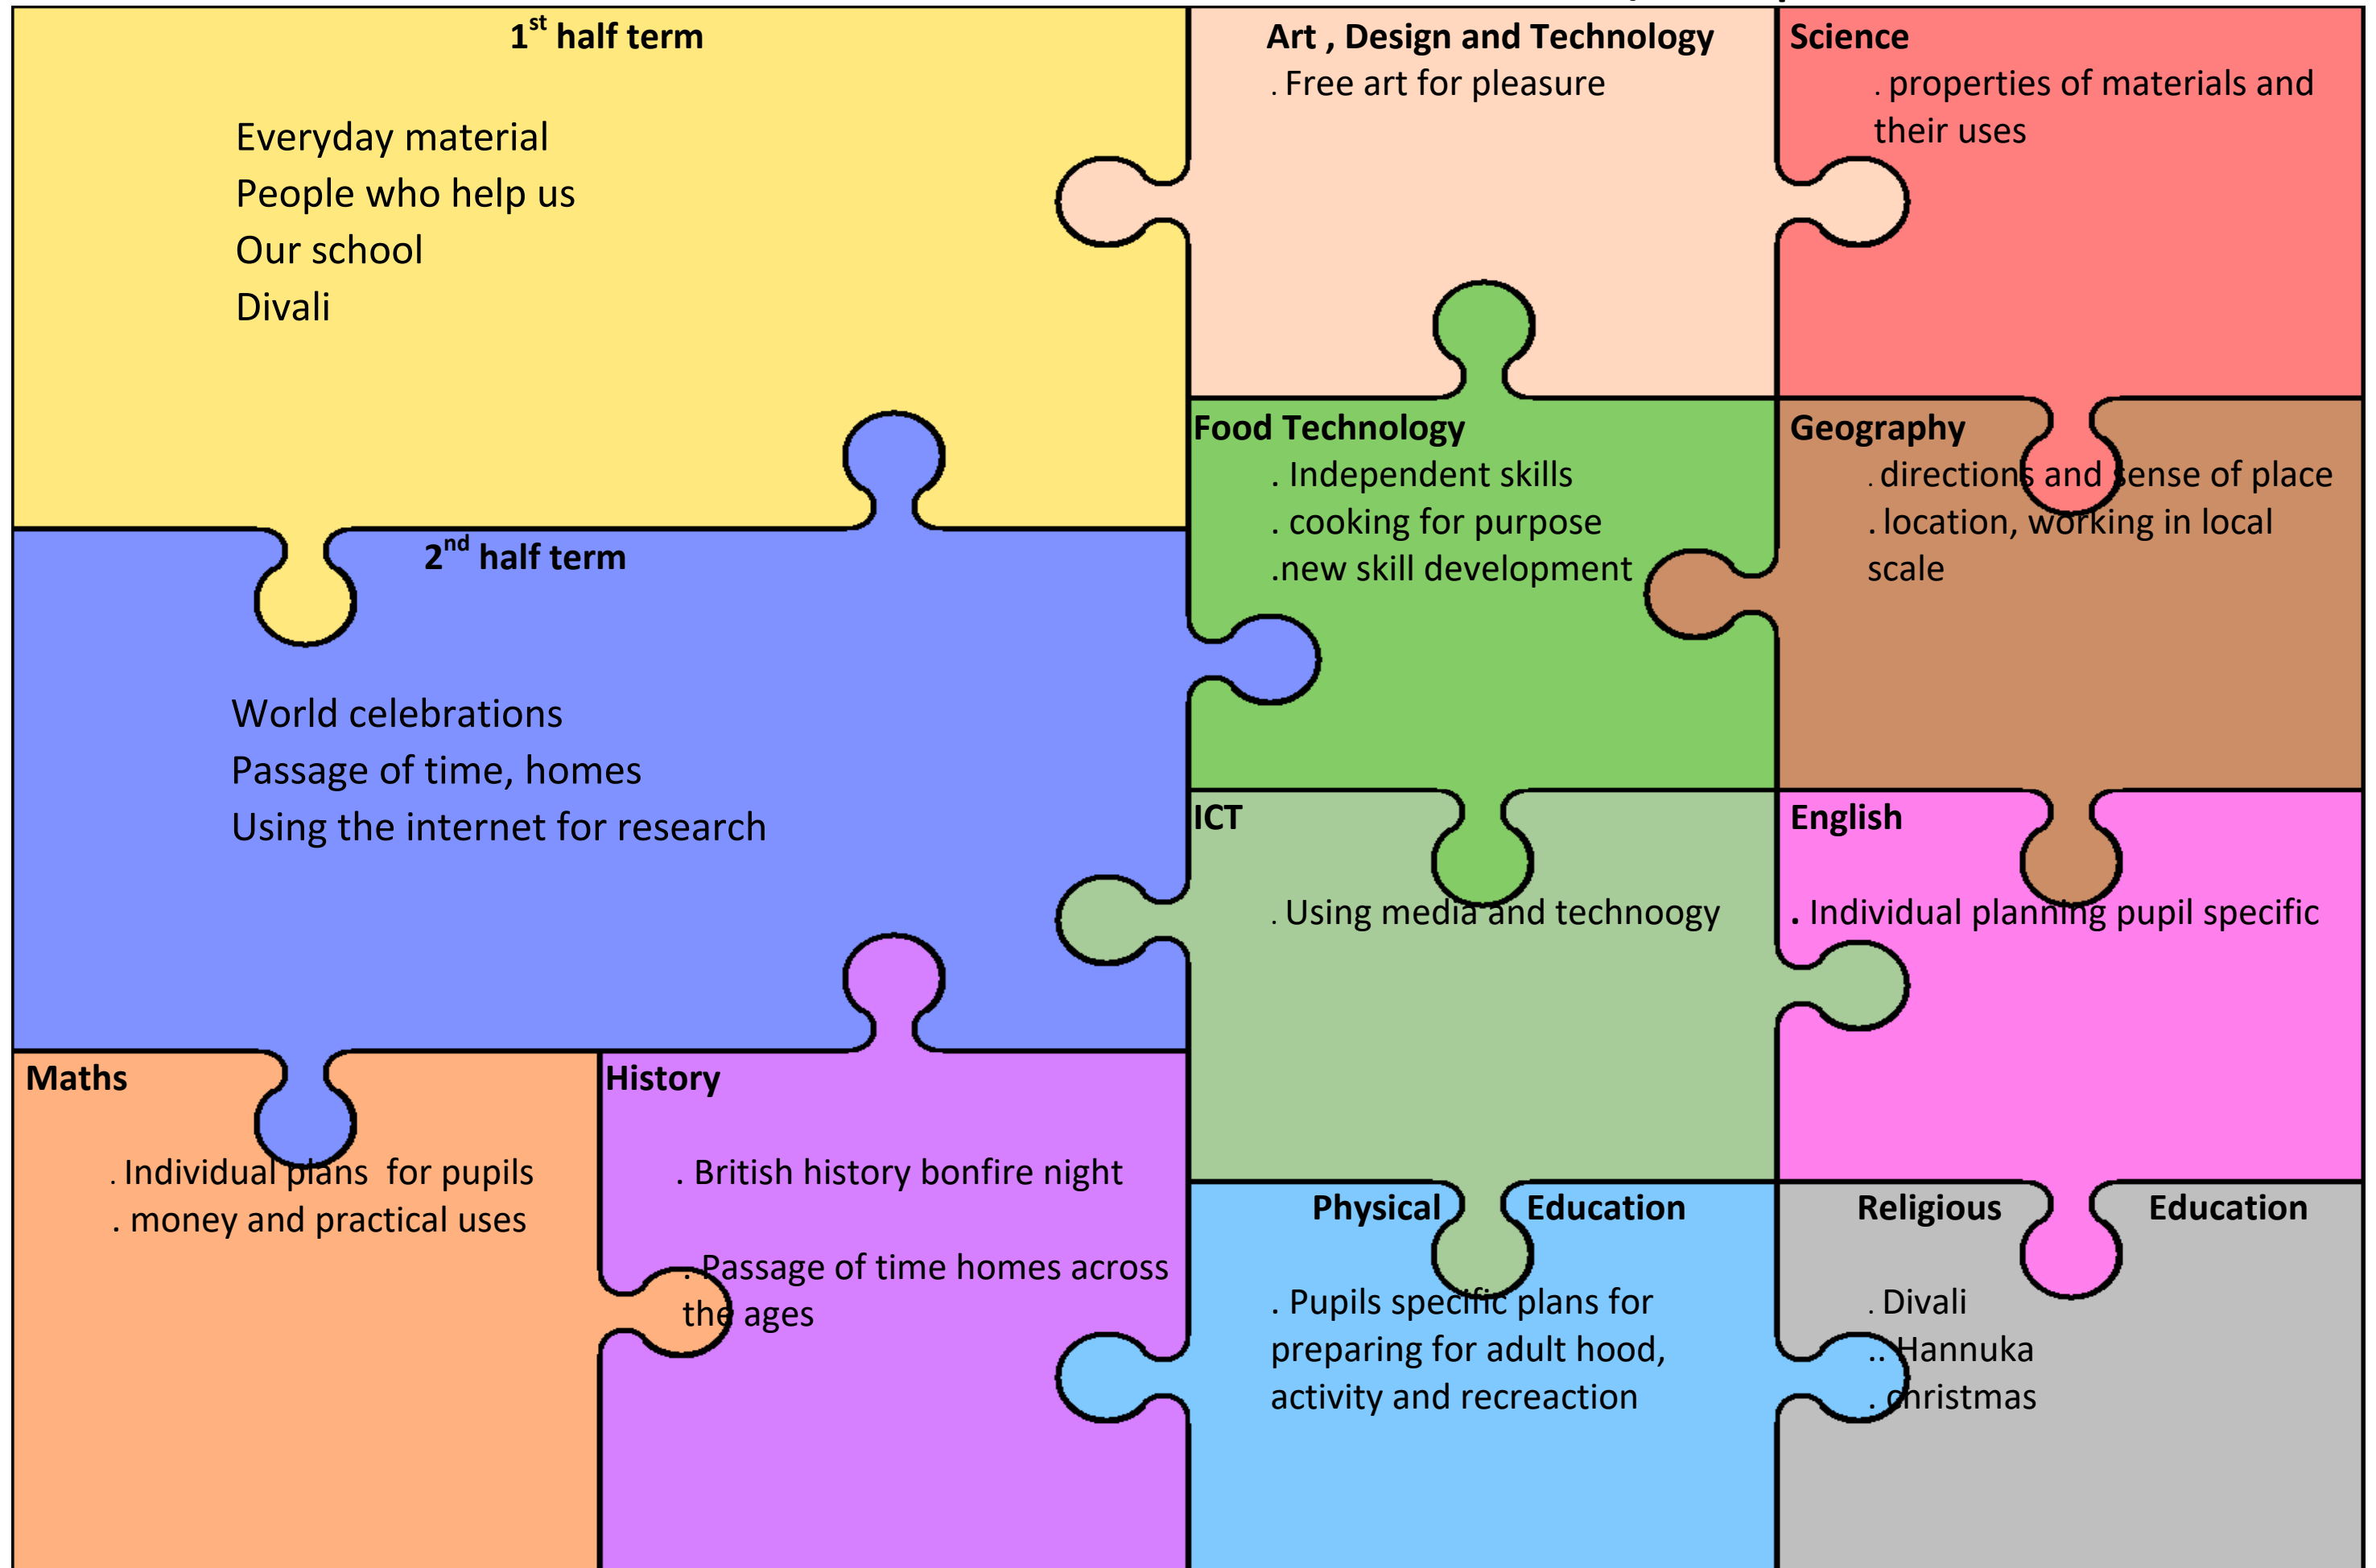 1st half term
Everyday material
People who help us
Our school
Divali
Art , Design and Technology
. Free art for pleasure
Science
. properties of materials and
their uses
Food Technology
. Independent skills
. cooking for purpose
.new skill development
Geography
. directions and sense of place
. location, working in local
scale
2nd half term
World celebrations
Passage of time, homes
Using the internet for research
ICT
. Using media and technoogy
English
. Individual planning pupil specific
Maths
. Individual plans  for pupils
. money and practical uses
History
. British history bonfire night
. Passage of time homes across
the ages
Physical Education
. Pupils specific plans for
preparing for adult hood,
activity and recreaction
Religious Education
. Divali
.. Hannuka
. christmas